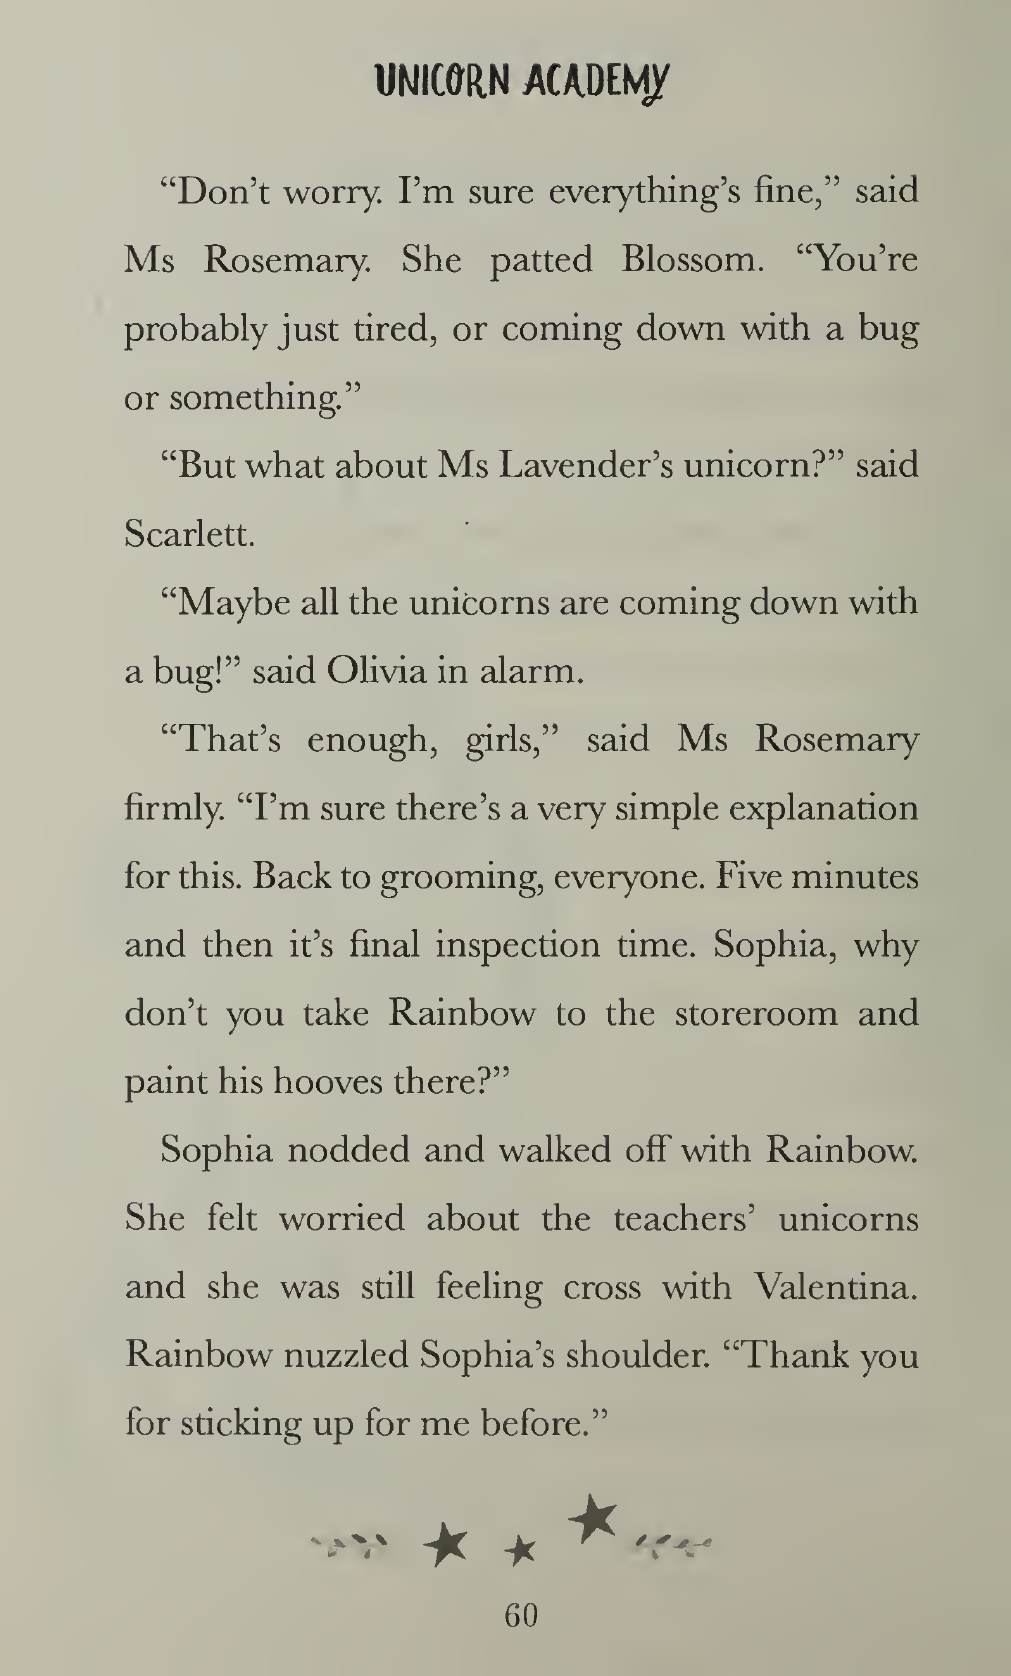 UNICORN ACADEMY
“Don’t worry. I’m sure everything’s fine,” said
Ms Rosemary. She patted Blossom. “You’re
probably just tired, or coming down with a bug
or something.”
“But what about Ms Lavender’s unicorn?” said
Scarlett.
“Maybe all the unicorns are coming down with
a bug!” said Olivia in alarm.
“That’s enough, girls,” said Ms Rosemary
firmly. “I’m sure there’s a very simple explanation
for this. Back to grooming, everyone. Five minutes
and then it’s final inspection time. Sophia, why
don’t you take Rainbow to the storeroom and
paint his hooves there?”
Sophia nodded and walked off with Rainbow.
She felt worried about the teachers’ unicorns
and she was still feeling cross with Valentina.
Rainbow nuzzled Sophia’s shoulder. “Thank you
for sticking up for me before.”
60